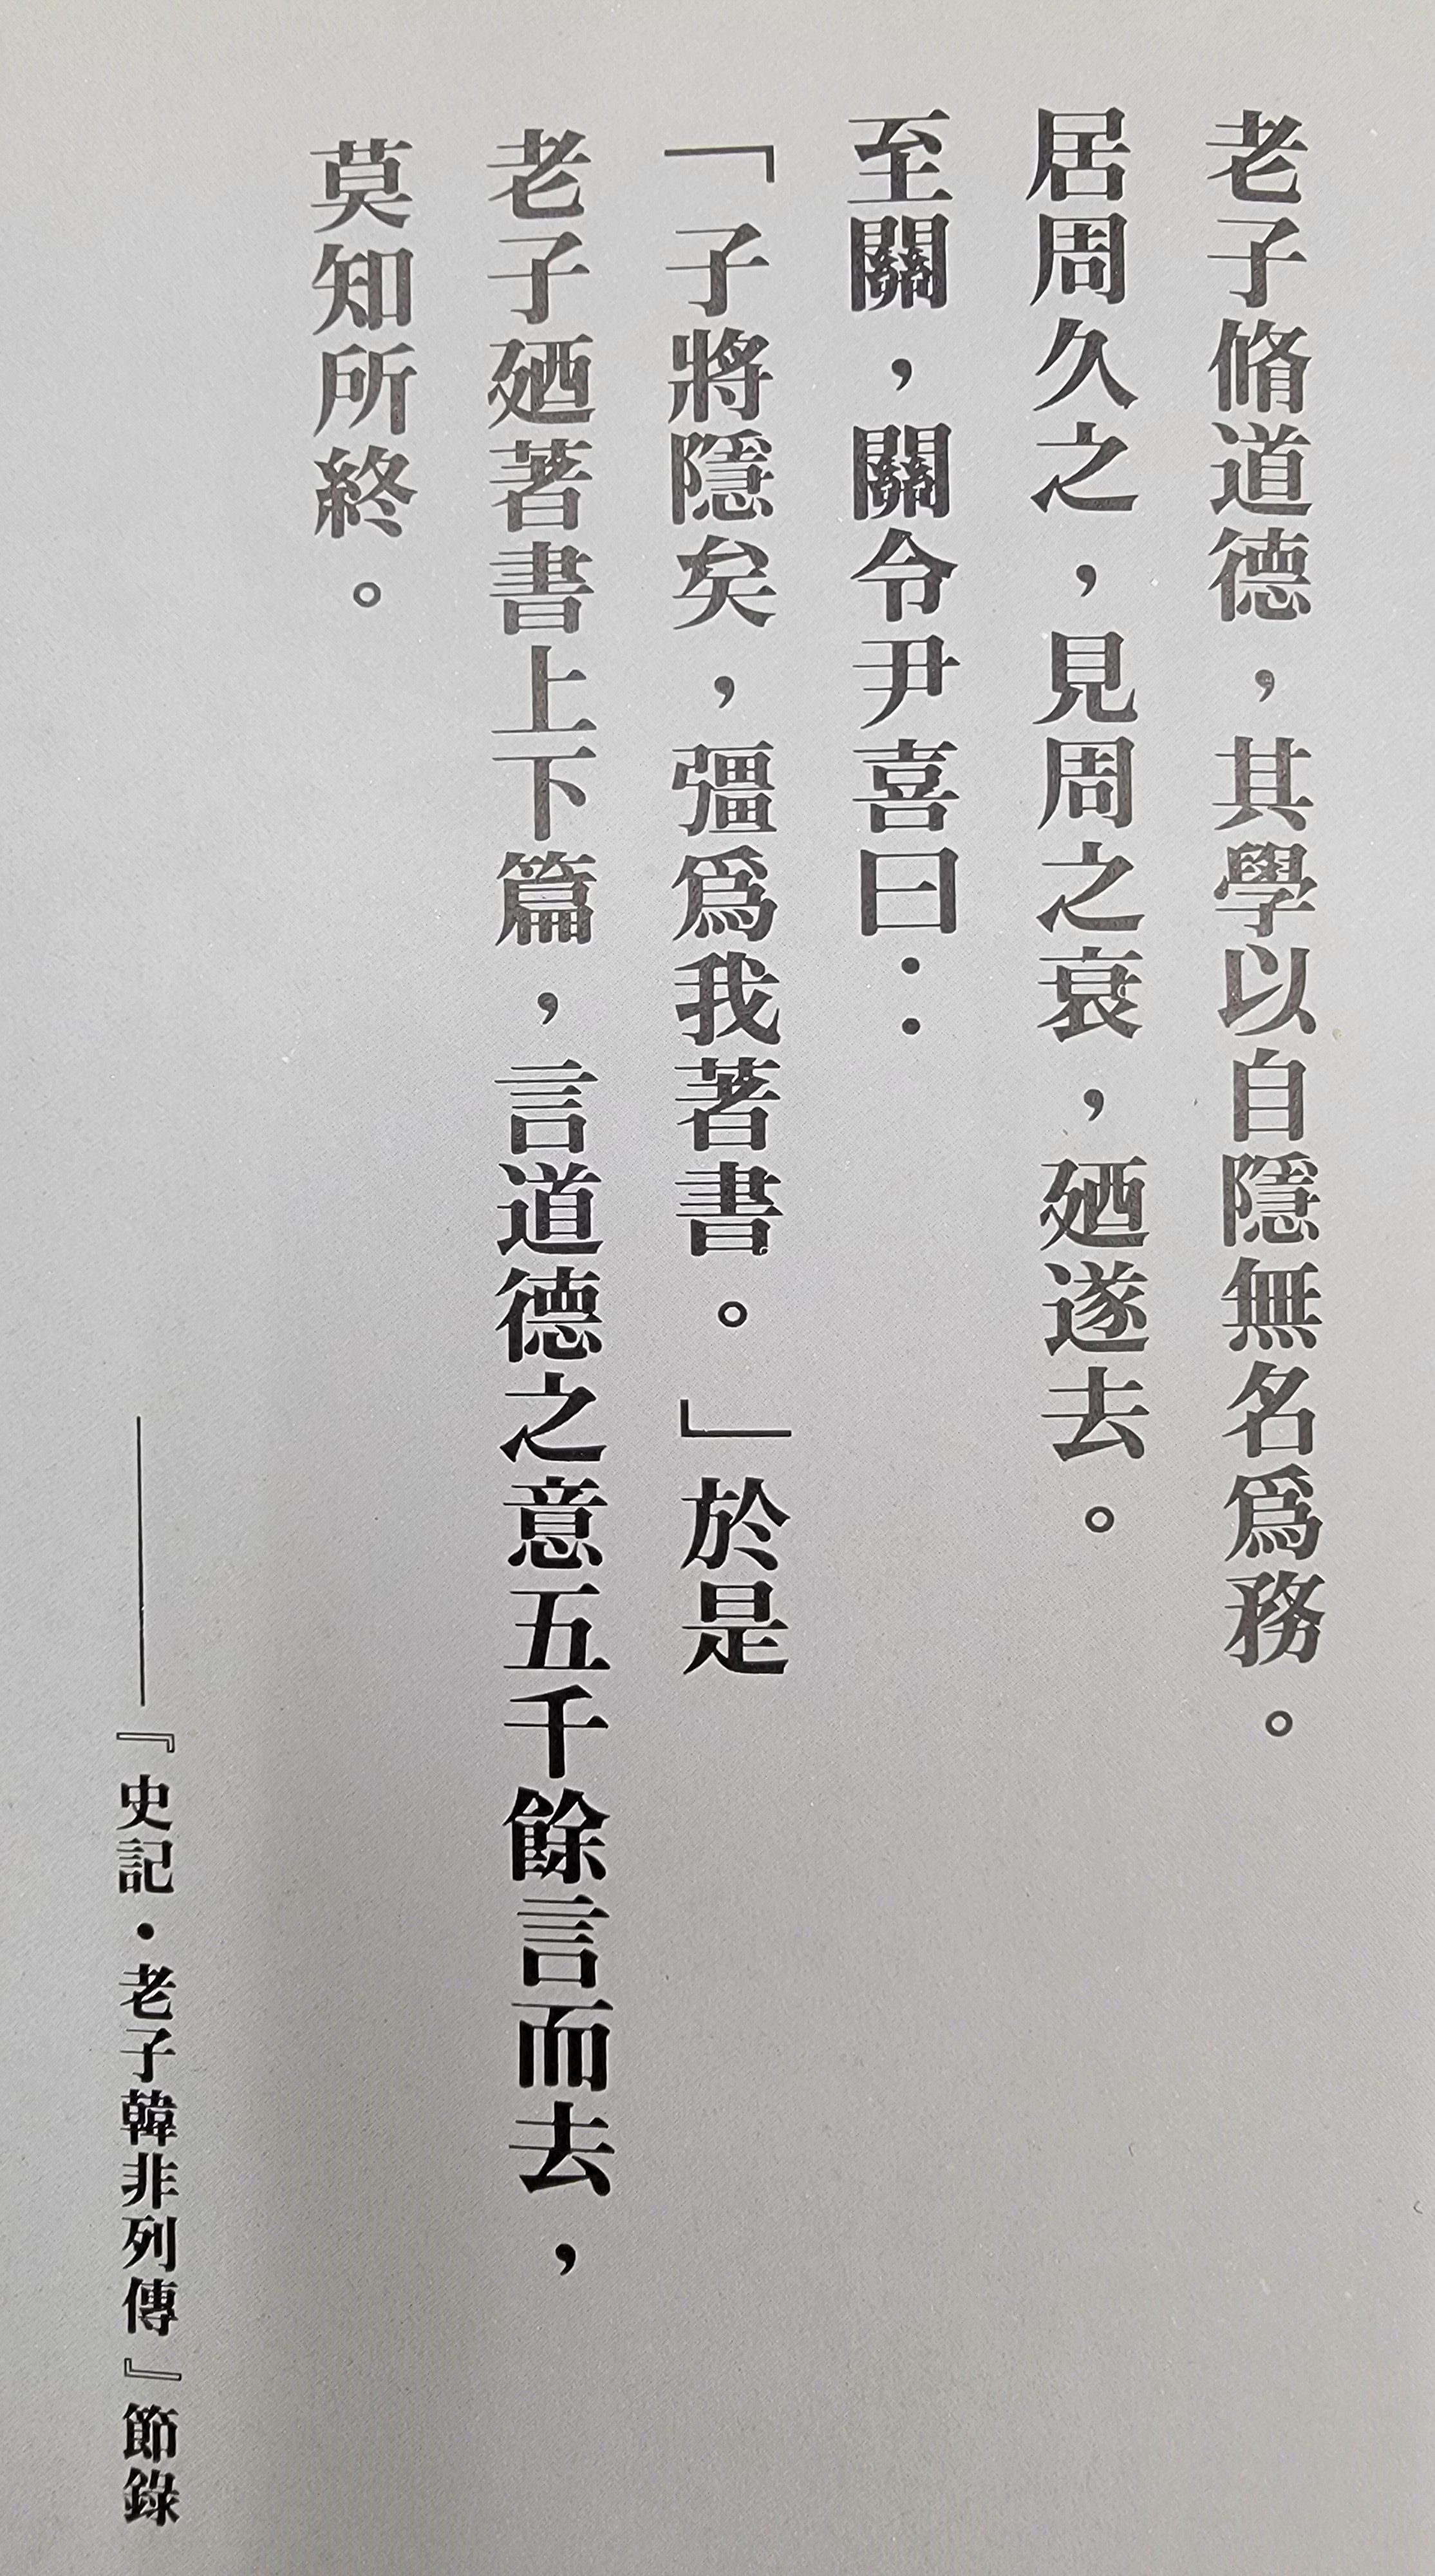 老子脩道德，其學以自隱無名爲務。
居周久之，見周之衰，廼遂去。
至關，關令尹喜曰：
「子將隱矣，彊爲我著書。」於是
老子廼著書上下篇，言道德之意五千餘言而去，
莫知所終。
——『史記·老子韓非列傳』節錄